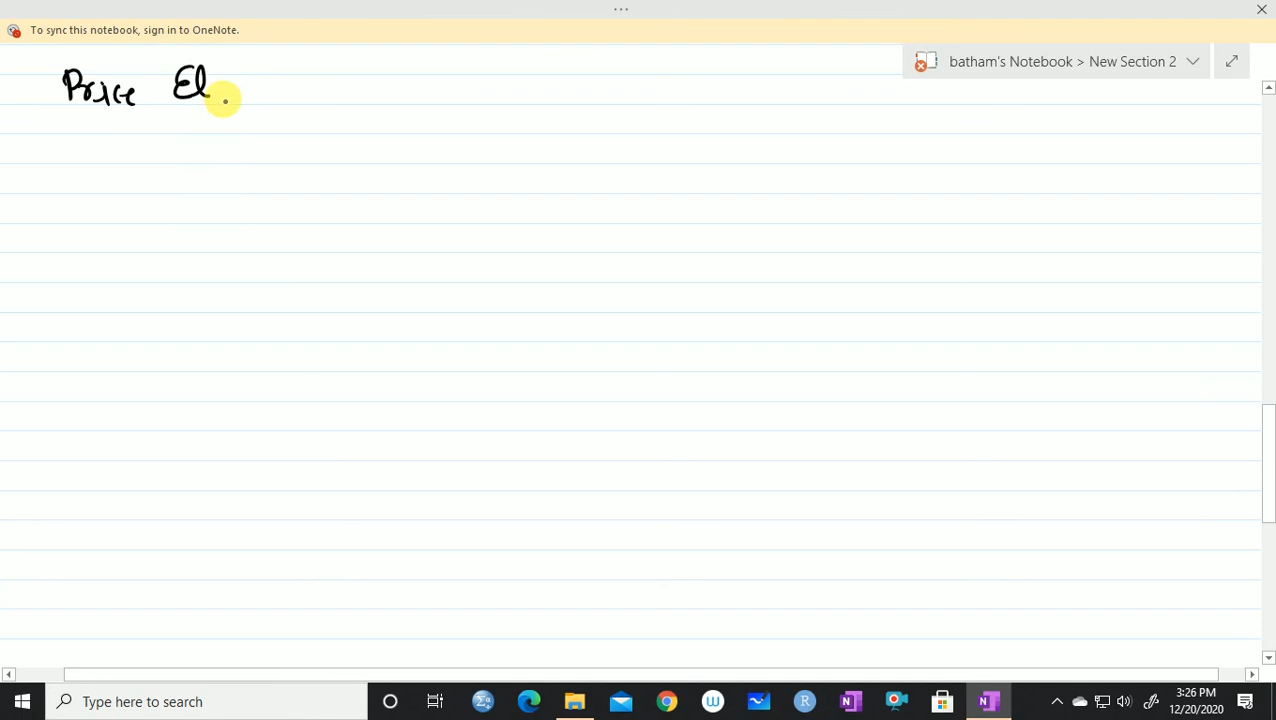 To sync this notebook, sign in to OneNote.
batham's Notebook > New Section 2
Price El
Type here to search
3:26 PM
12/20/2020